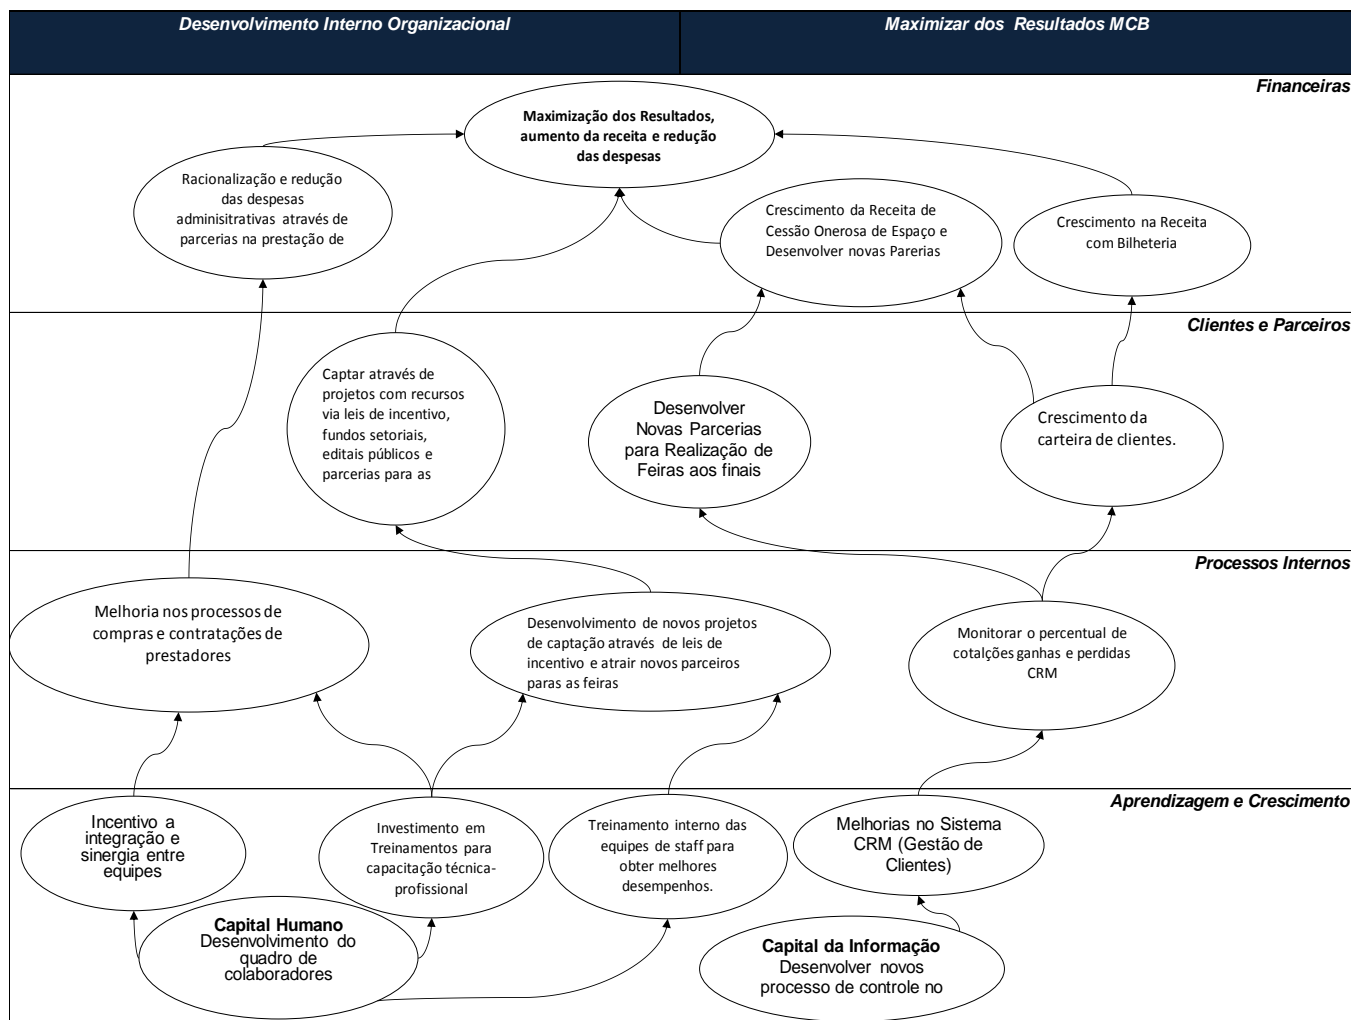 Desenvolvimento Interno Organizacional
Maximizar dos Resultados MCB
Financeiras
Maximização dos Resultados,
aumento da receita e redução
das despesas
Racionalização e redução
das despesas
adminisitrativas através de
parcerias na prestação de
Crescimento da Receita de
Cessão Onerosa de Espaço e
Desenvolver novas Parerias
Crescimento na Receita
com Bilheteria
Clientes e Parceiros
Captar através de
projetos com recursos
via leis de incentivo,
fundos setoriais,
editais públicos e
parcerias para as
Desenvolver
Novas Parcerias
para Realização de
Feiras aos finais
Crescimento da
carteira de clientes.
Processos Internos
Melhoria nos processos de
compras e contratações de
prestadores
Desenvolvimento de novos projetos
de captação através de leis de
incentivo e atrair novos parceiros
paras as feiras
Monitorar o percentual de
cotalções ganhas e perdidas
CRM
Aprendizagem e Crescimento
Incentivo a
integração e
sinergia entre
equipes
Investimento em
Treinamentos para
capacitação técnica-
profissional
Treinamento interno das
equipes de staff para
obter melhores
desempenhos.
Melhorias no Sistema
CRM (Gestão de
Clientes)
Capital Humano
Desenvolvimento do
quadro de
colaboradores
Capital da Informação
Desenvolver novos
processo de controle no